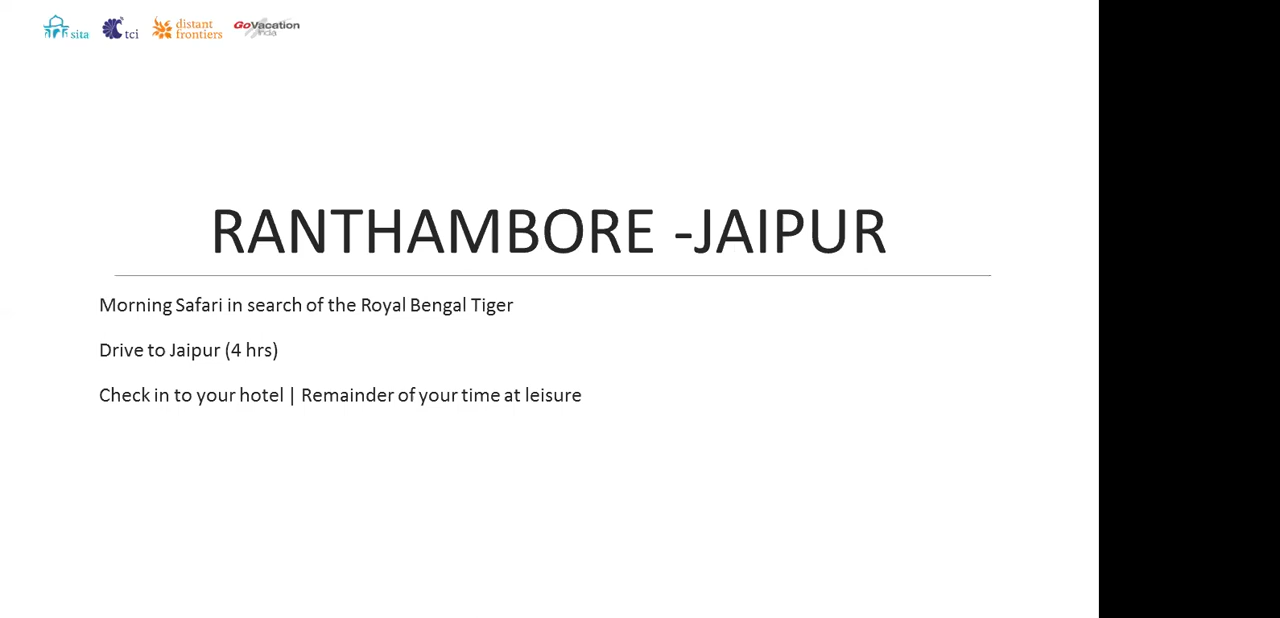 sita tci distant frontiers GoVacation India
RANTHAMBORE -JAIPUR
Morning Safari in search of the Royal Bengal Tiger
Drive to Jaipur (4 hrs)
Check in to your hotel | Remainder of your time at leisure